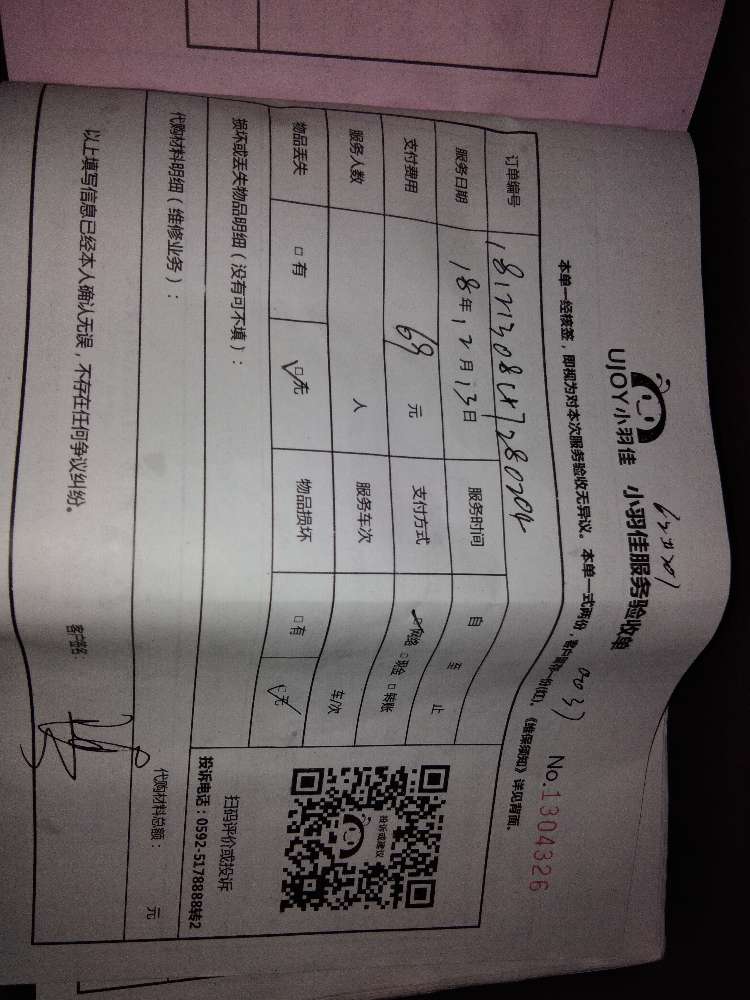 UJOY小羽佳 小羽佳服务验收单 No.1304326
本单一经核签，即视为对本次服务验收无异议。本单一式两份，客户留存一份(红)，《维保须知》详见背面。
订单编号
服务日期 18年12月13日 服务时间 自 至 止
支付费用 69 元 支付方式 ☑网络 □现金 □转账
服务人数 人 服务车次 车/次
物品丢失 □有 ☑无 物品损坏 □有 ☑无
投诉或建议
扫码评价或投诉
投诉电话：0592-5178888转2
损坏或丢失物品明细（没有可不填）：
代购材料明细（维修业务）：
代购材料总额： 元
以上填写信息已经本人确认无误，不存在任何争议纠纷。
客户签名：